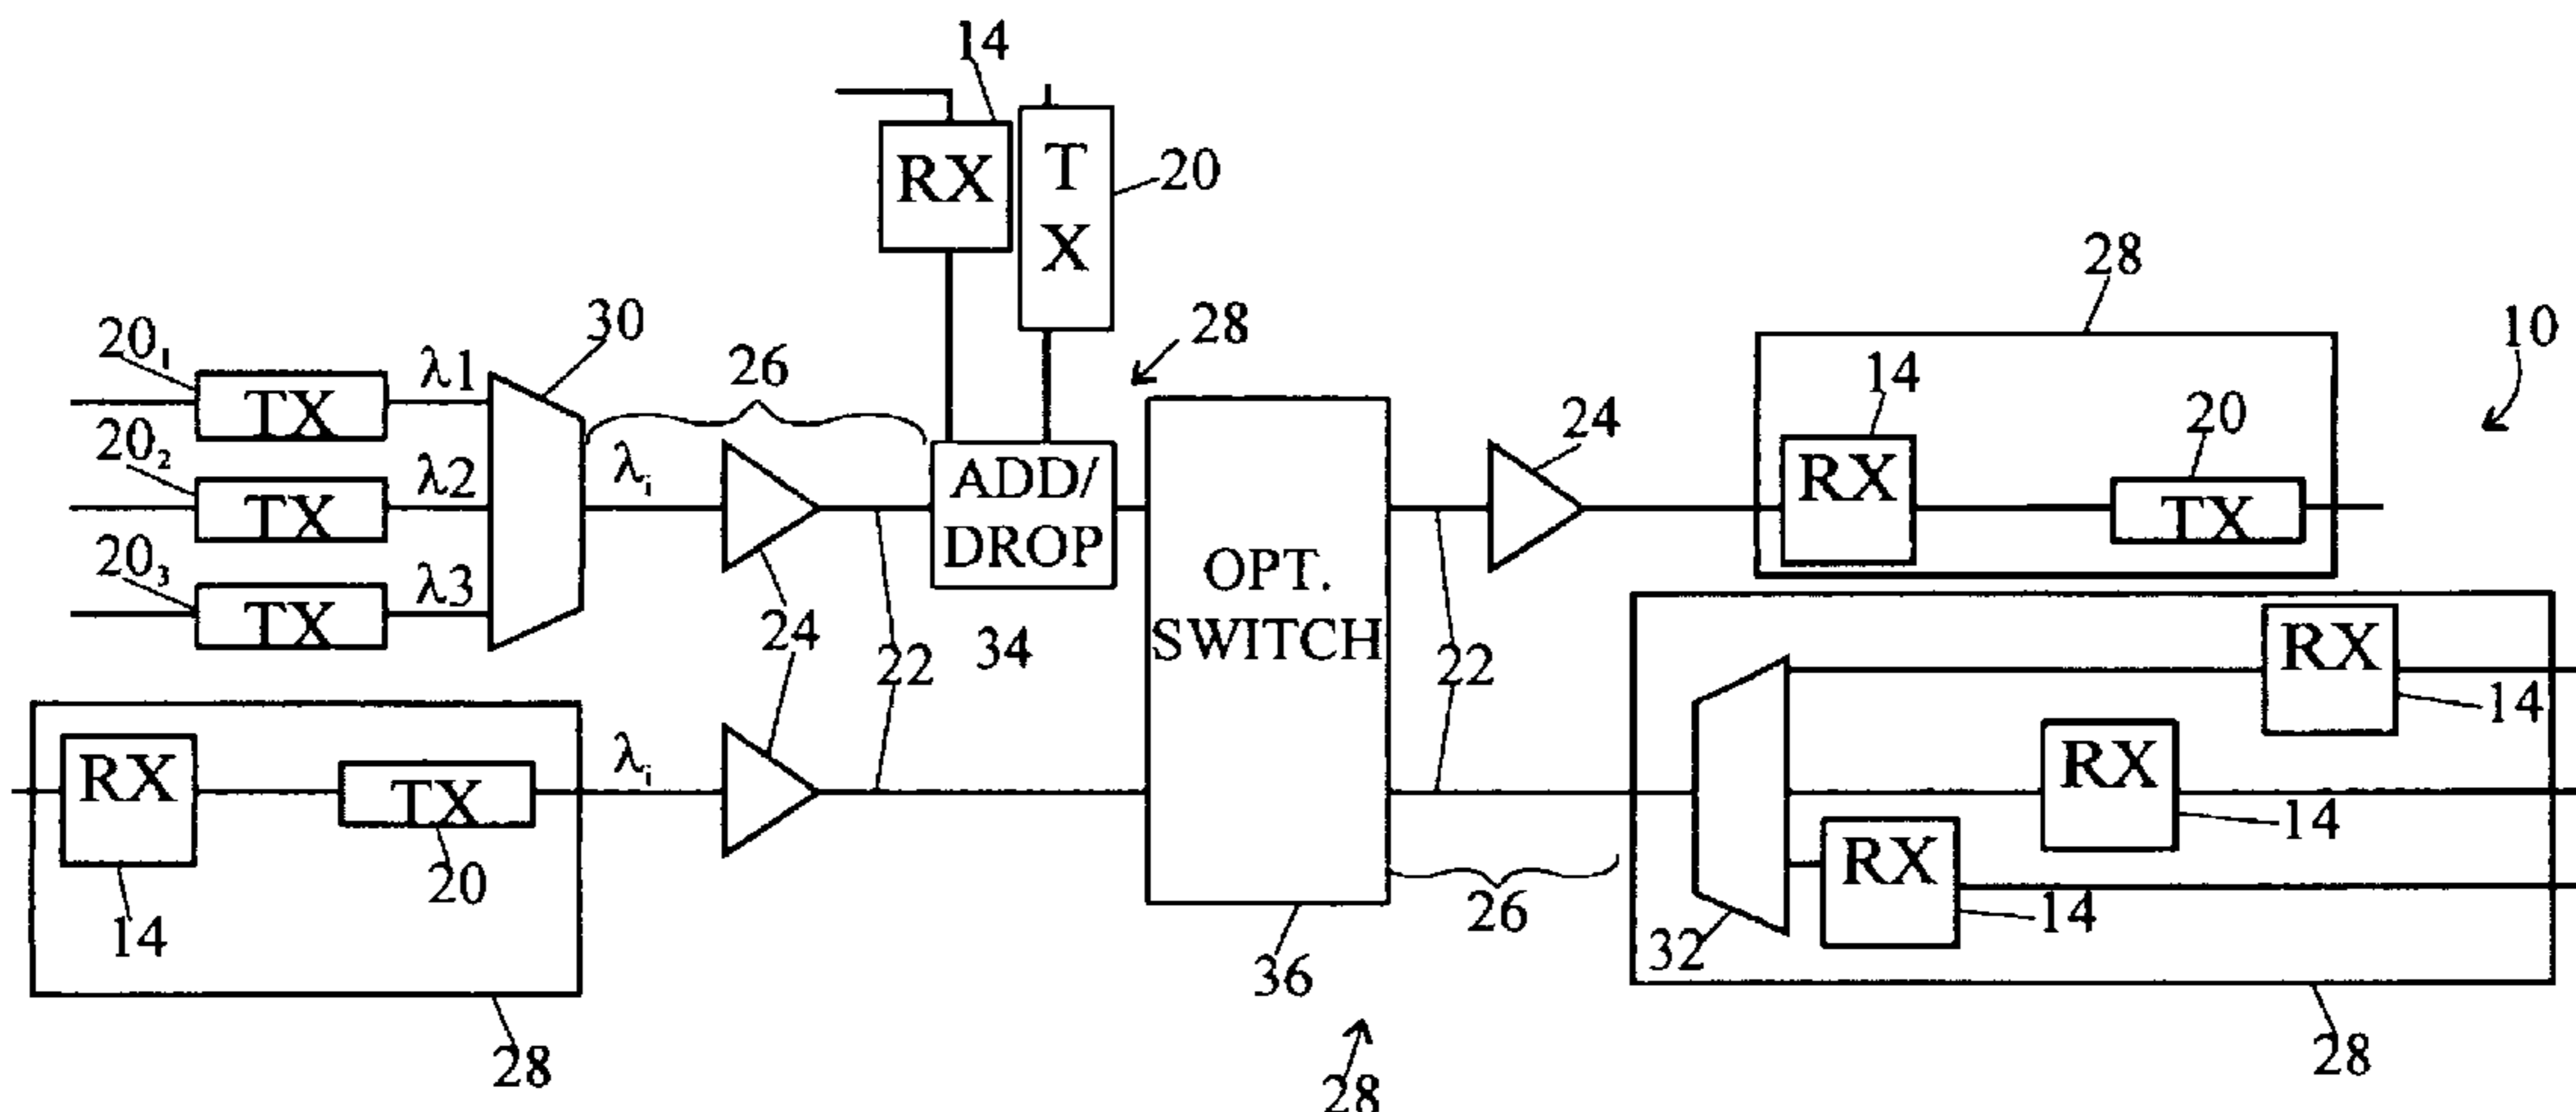 14
RX
T
X
20
28
28
10
30
20₁
TX
λ1
26
20₂
TX
λ2
λi
ADD/
DROP
24
14
RX
20
TX
20₃
TX
λ3
OPT.
SWITCH
24
22
34
22
RX
14
RX
TX
λi
RX
14
20
14
RX
14
26
32
36
28
28
28